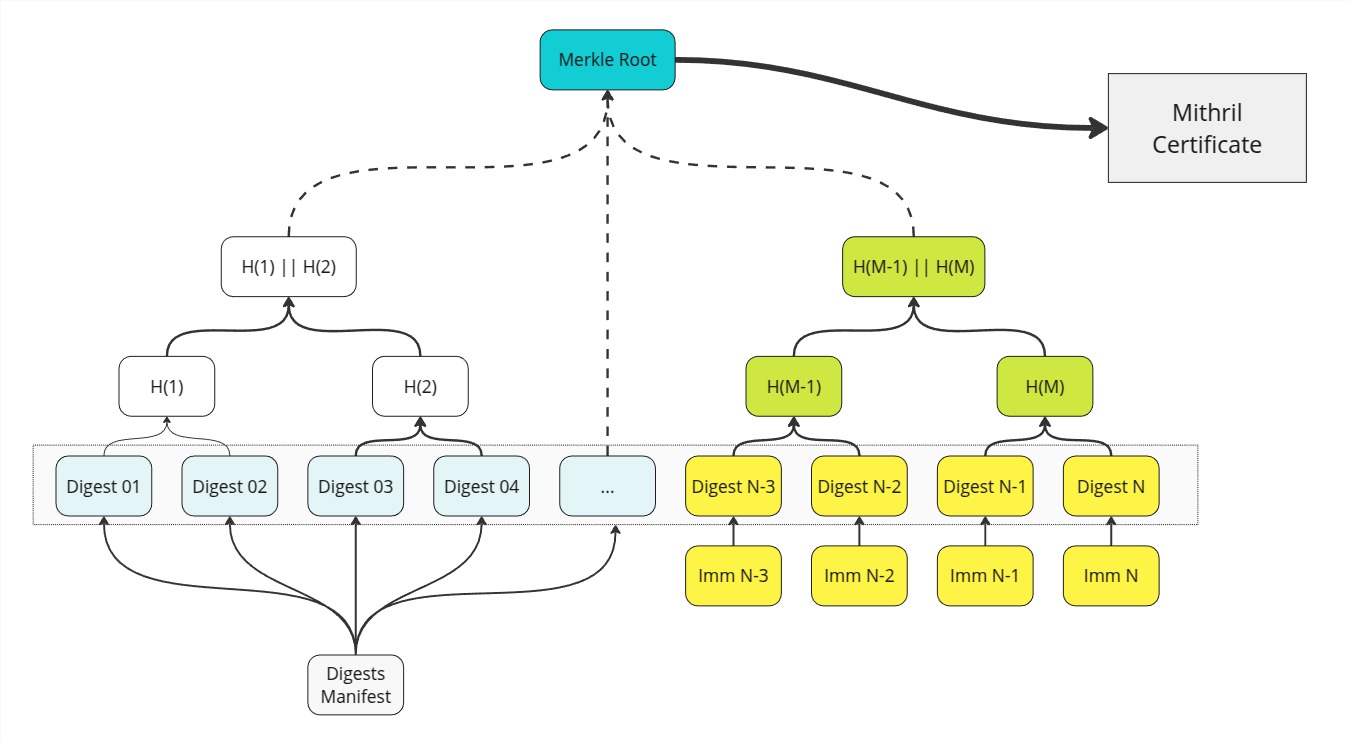 Merkle Root
Mithril
Certificate
H(1) || H(2)
H(M-1) || H(M)
H(1)
H(2)
H(M-1)
H(M)
Digest 01
Digest 02
Digest 03
Digest 04
...
Digest N-3
Digest N-2
Digest N-1
Digest N
Imm N-3
Imm N-2
Imm N-1
Imm N
Digests
Manifest